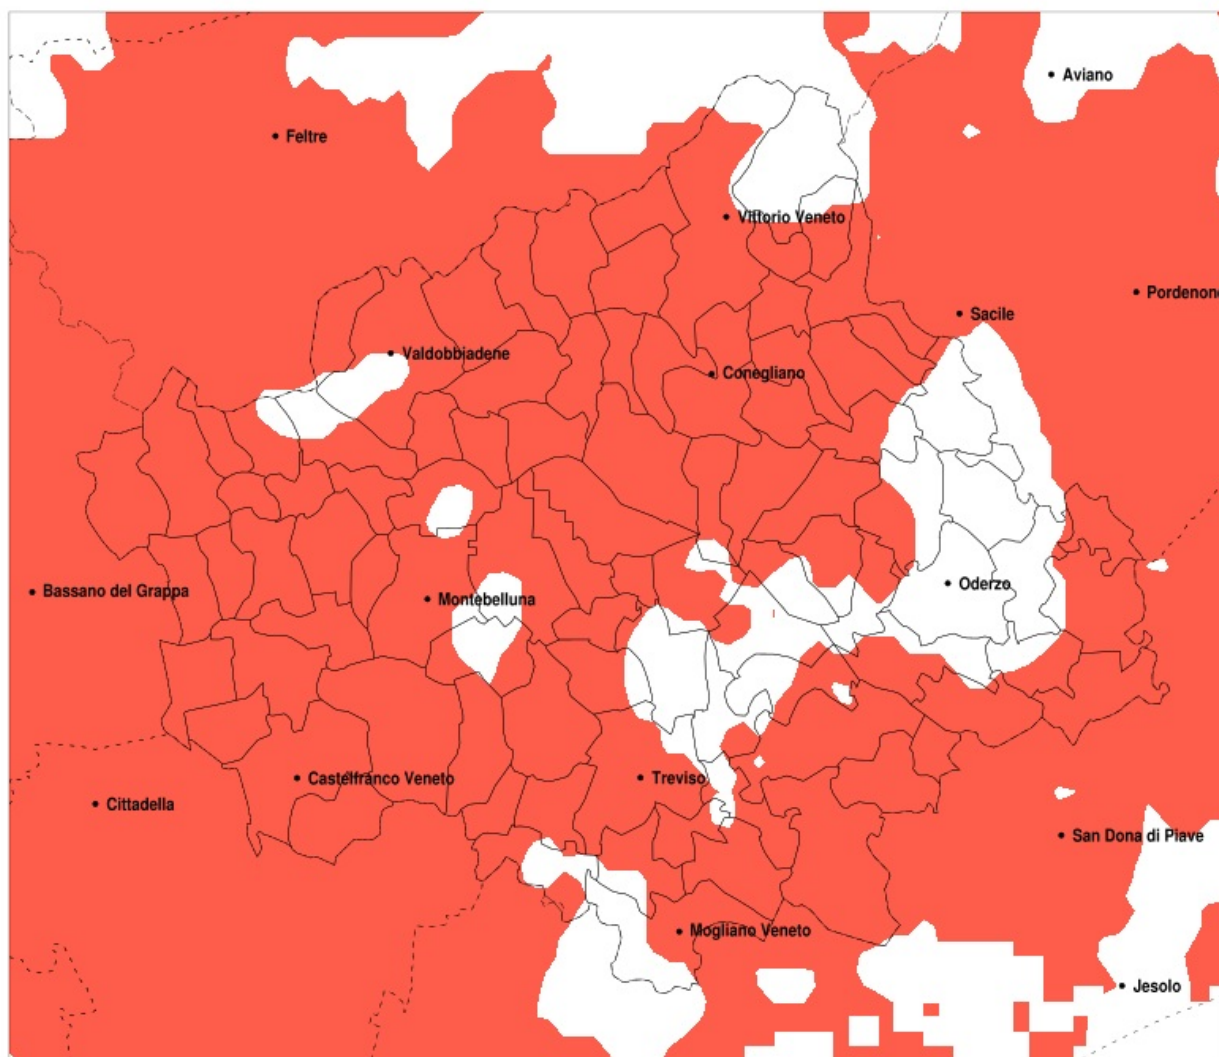 Aviano
Feltre
Vittorio Veneto
Pordenone
Sacile
Valdobbiadene
Conegliano
Oderzo
Bassano del Grappa
Montebelluna
Castelfranco Veneto
Treviso
Cittadella
San Dona di Piave
Mogliano Veneto
Jesolo